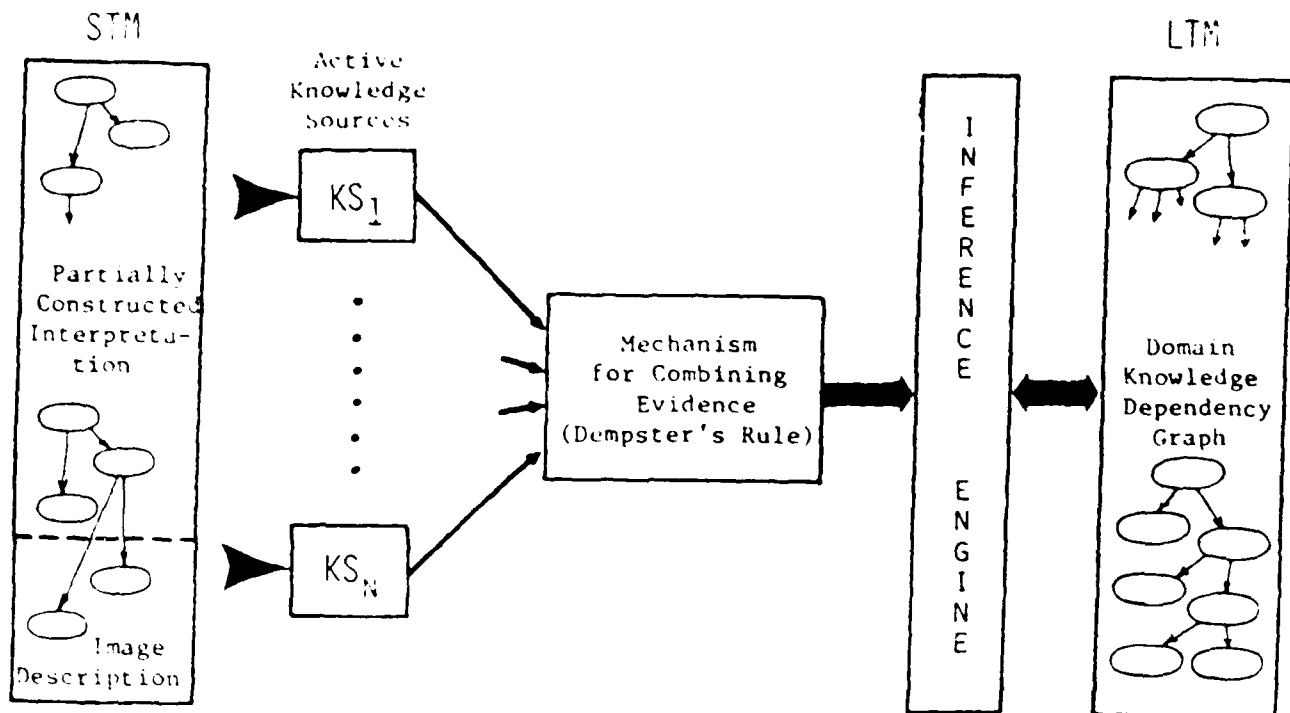 STM
Partially
Constructed
Interpreta-
tion
Image
Description
Active
Knowledge
Sources
KS1
KSN
Mechanism
for Combining
Evidence
(Dempster's Rule)
INFERENCE
ENGINE
LTM
Domain
Knowledge
Dependency
Graph